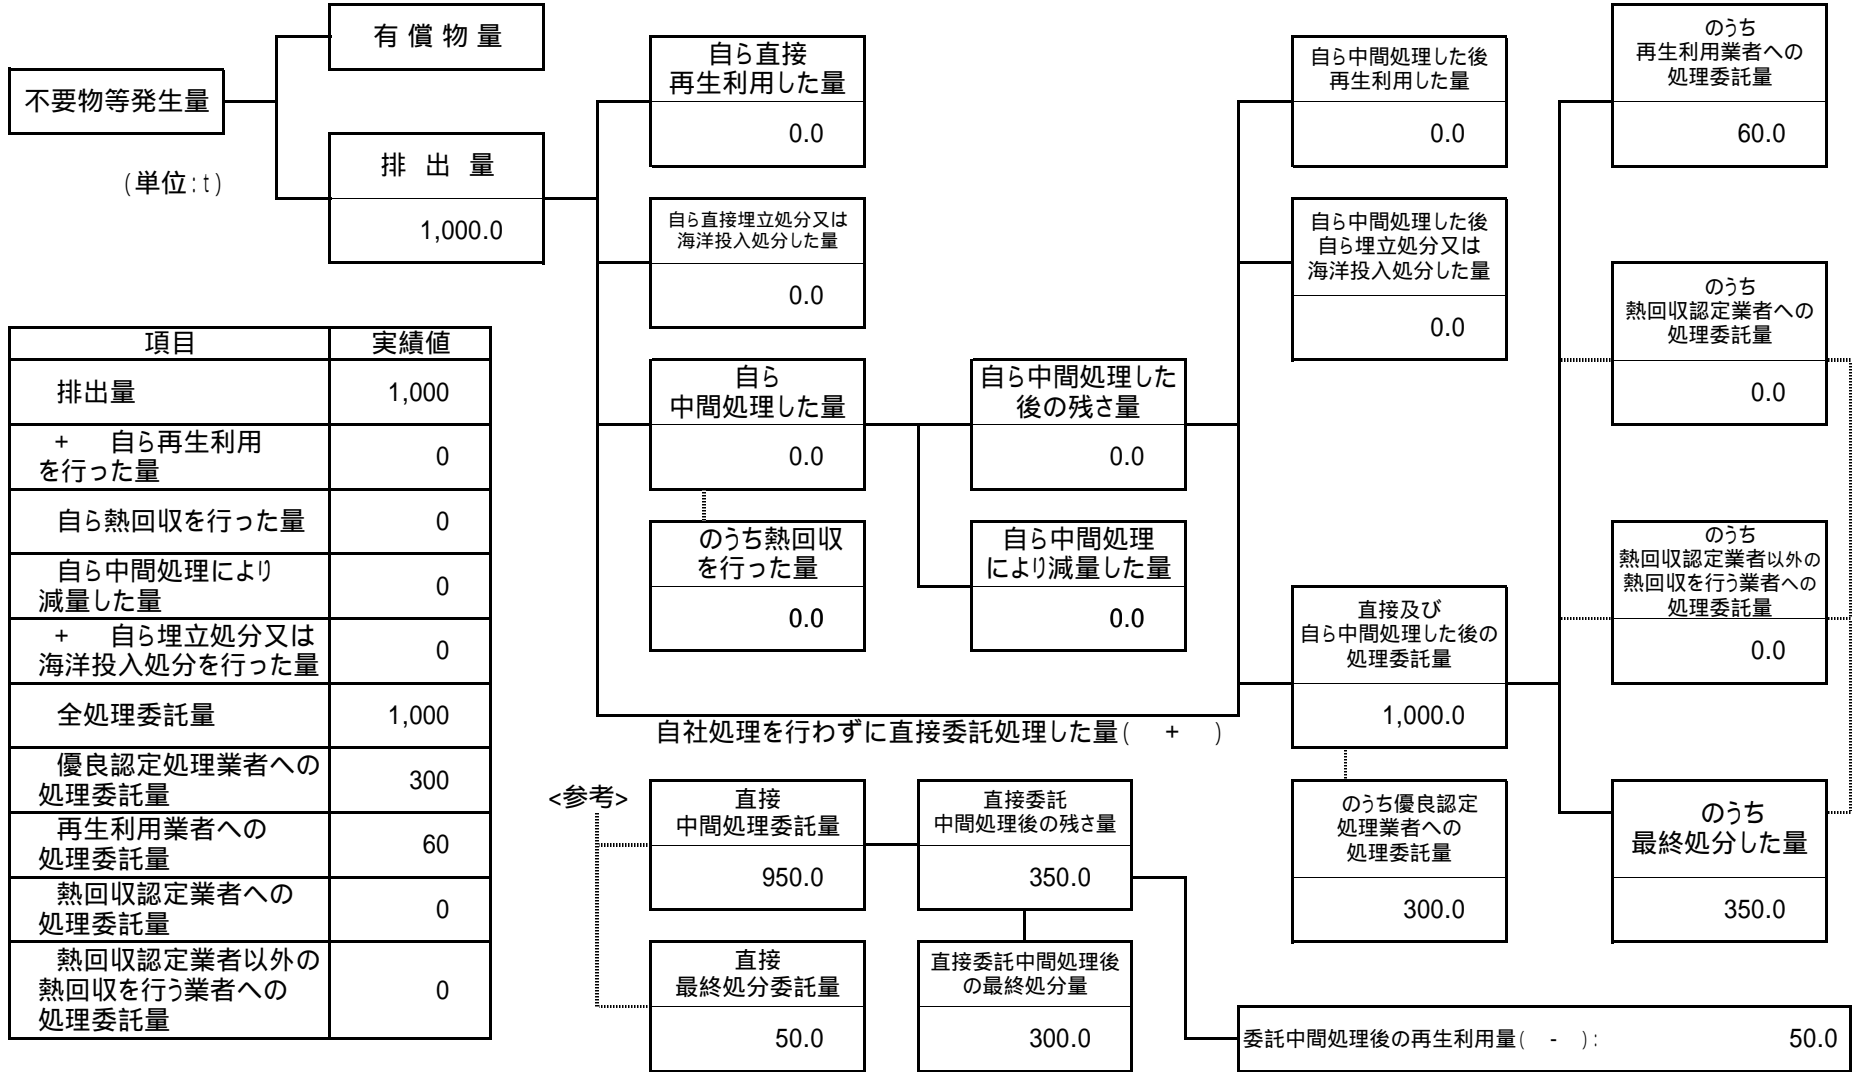 不要物等発生量
(単位:t)
有 償 物 量
排 出 量
1,000.0
自ら直接
再生利用した量
0.0
自ら直接埋立処分又は
海洋投入処分した量
0.0
自ら
中間処理した量
0.0
のうち熱回収
を行った量
0.0
自ら中間処理した
後の残さ量
0.0
自ら中間処理
により減量した量
0.0
自ら中間処理した後
再生利用した量
0.0
自ら中間処理した後
自ら埋立処分又は
海洋投入処分した量
0.0
直接及び
自ら中間処理した後の
処理委託量
1,000.0
のうち優良認定
処理業者への
処理委託量
300.0
のうち
再生利用業者への
処理委託量
60.0
のうち
熱回収認定業者への
処理委託量
0.0
のうち
熱回収認定業者以外の
熱回収を行う業者への
処理委託量
0.0
のうち
最終処分した量
350.0
自社処理を行わずに直接委託処理した量( + )
<参考>
直接
中間処理委託量
950.0
直接委託
中間処理後の残さ量
350.0
直接
最終処分委託量
50.0
直接委託中間処理後
の最終処分量
300.0
委託中間処理後の再生利用量( - ): 50.0
項目 実績値
排出量 1,000
+ 自ら再生利用
を行った量 0
自ら熱回収を行った量 0
自ら中間処理により
減量した量 0
+ 自ら埋立処分又は
海洋投入処分を行った量 0
全処理委託量 1,000
優良認定処理業者への
処理委託量 300
再生利用業者への
処理委託量 60
熱回収認定業者への
処理委託量 0
熱回収認定業者以外の
熱回収を行う業者への 0
処理委託量